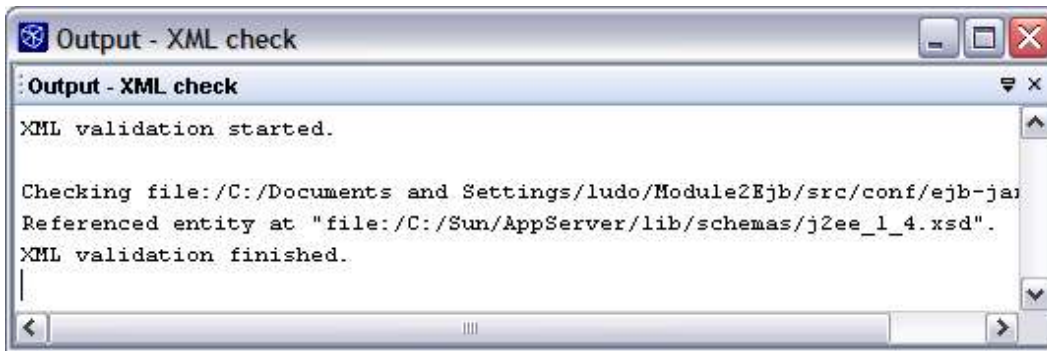 Output - XML check
Output - XML check
XML validation started.
Checking file:/C:/Documents and Settings/ludo/Module2Ejb/src/conf/ejb-jar
Referenced entity at "file:/C:/Sun/AppServer/lib/schemas/j2ee_1_4.xsd".
XML validation finished.